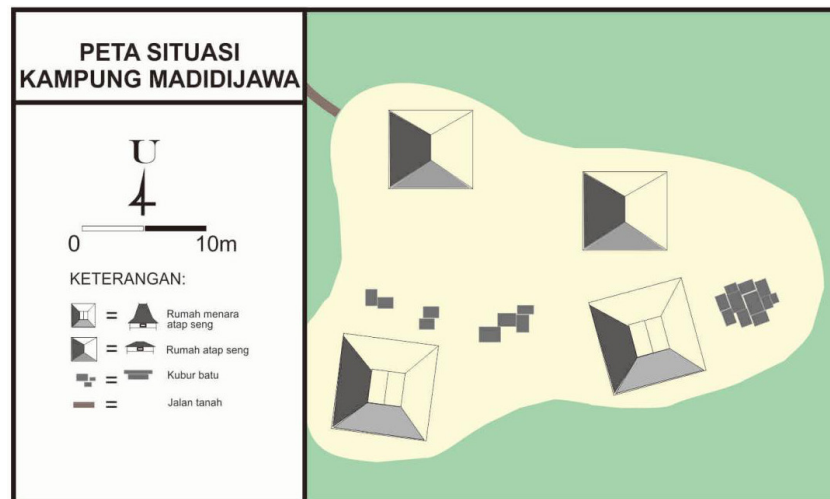 PETA SITUASI
KAMPUNG MADIDIJAWA
U
0 10m
KETERANGAN:
= Rumah menara
atap seng
= Rumah atap seng
= Kubur batu
= Jalan tanah